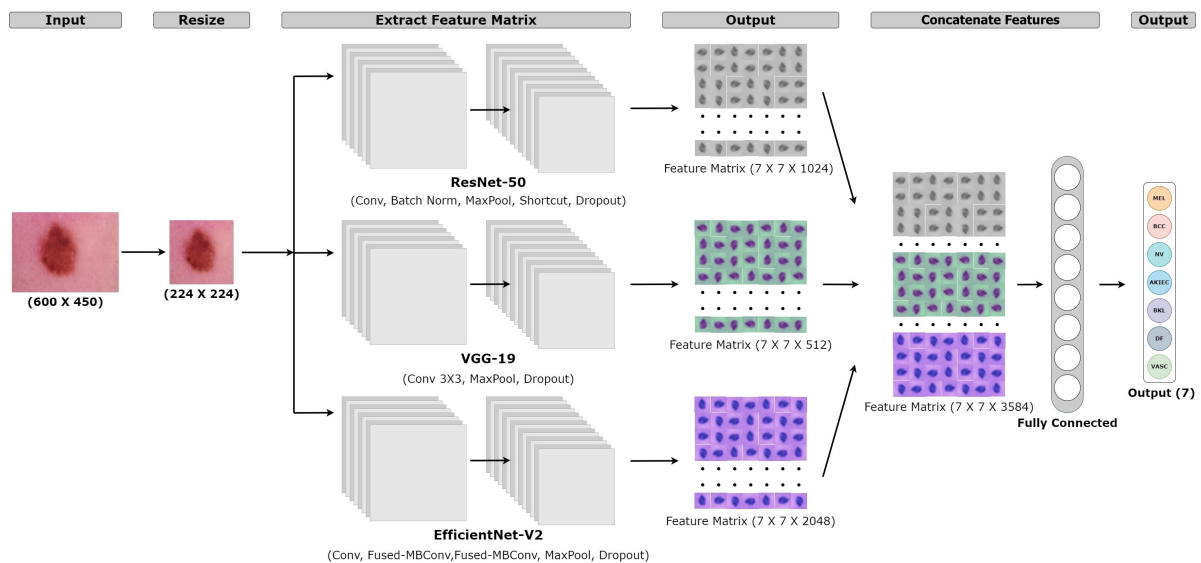 Input
Resize
Extract Feature Matrix
Output
Concatenate Features
Output
(600 X 450)
(224 X 224)
ResNet-50
(Conv, Batch Norm, MaxPool, Shortcut, Dropout)
VGG-19
(Conv 3X3, MaxPool, Dropout)
EfficientNet-V2
(Conv, Fused-MBConv,Fused-MBConv, MaxPool, Dropout)
Feature Matrix (7 X 7 X 1024)
Feature Matrix (7 X 7 X 512)
Feature Matrix (7 X 7 X 2048)
Feature Matrix (7 X 7 X 3584)
Fully Connected
MEL
BCC
NV
AKIEC
BKL
DF
VASC
Output (7)